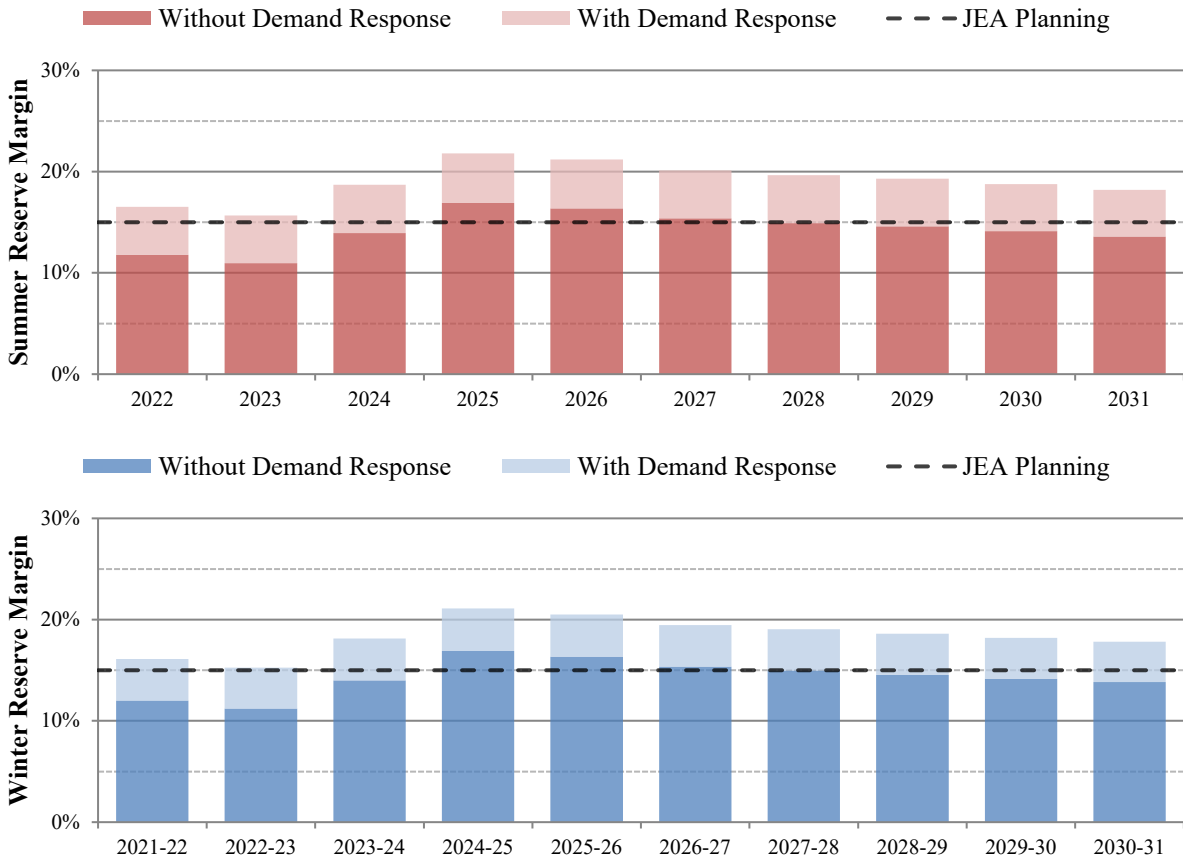 Without Demand Response With Demand Response JEA Planning
Summer Reserve Margin
30%
20%
10%
0%
2022 2023 2024 2025 2026 2027 2028 2029 2030 2031
Without Demand Response With Demand Response JEA Planning
Winter Reserve Margin
30%
20%
10%
0%
2021-22 2022-23 2023-24 2024-25 2025-26 2026-27 2027-28 2028-29 2029-30 2030-31